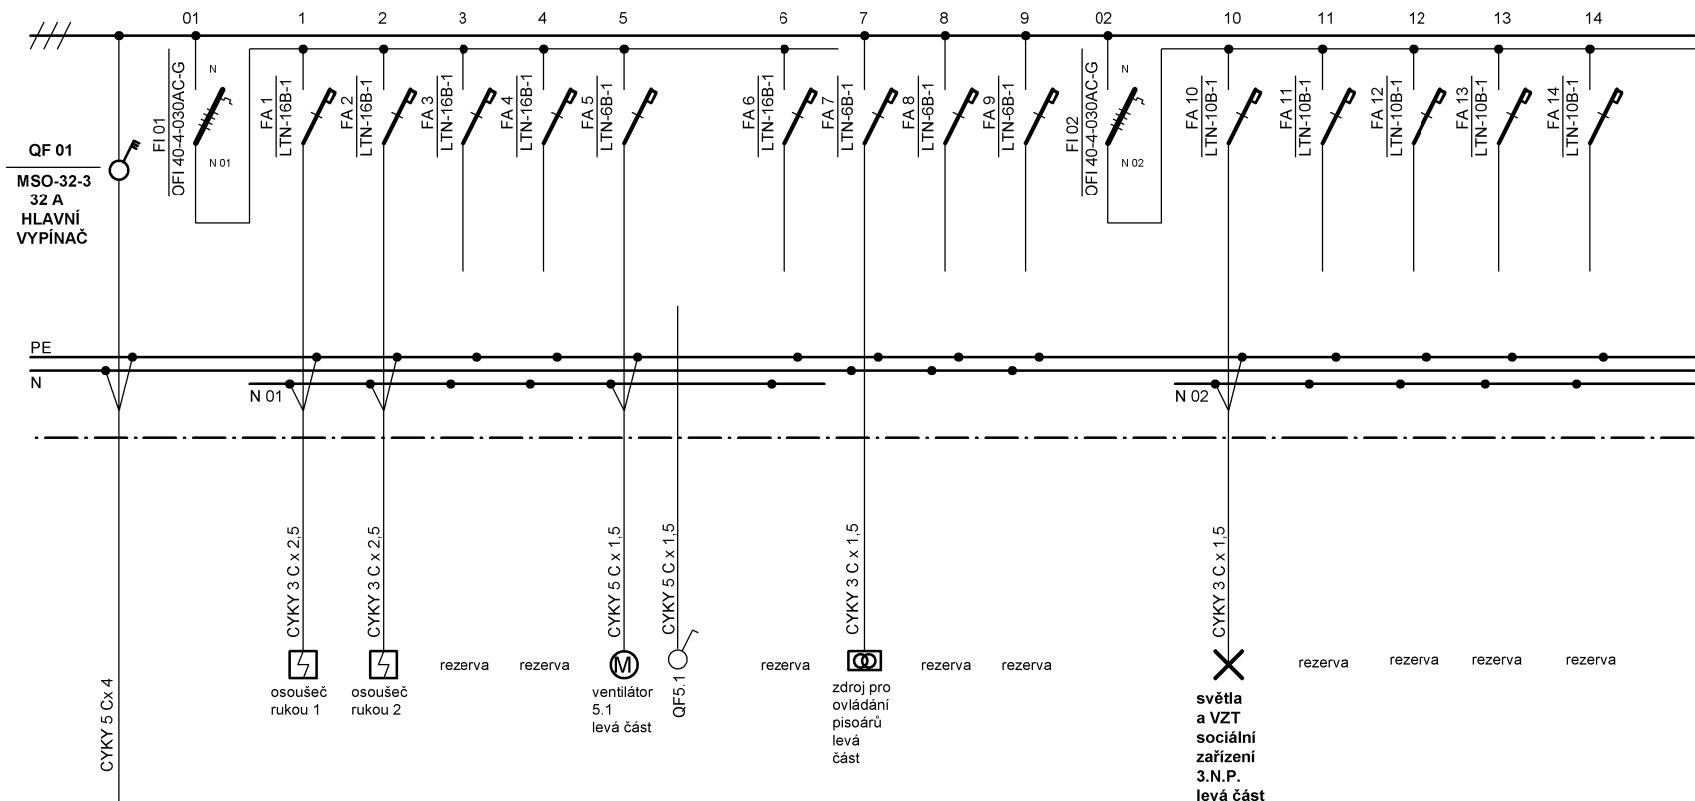 01 1 2 3 4 5 6 7 8 9 02 10 11 12 13 14
QF 01
MSO-32-3
32 A
HLAVNÍ
VYPÍNAČ
FI 01
OFI 40-4-030AC-G
N
N 01
FA 1
LTN-16B-1
FA 2
LTN-16B-1
FA 3
LTN-16B-1
FA 4
LTN-16B-1
FA 5
LTN-6B-1
FA 6
LTN-16B-1
FA 7
LTN-6B-1
FA 8
LTN-6B-1
FA 9
LTN-6B-1
FI 02
OFI 40-4-030AC-G
N
N 02
FA 10
LTN-10B-1
FA 11
LTN-10B-1
FA 12
LTN-10B-1
FA 13
LTN-10B-1
FA 14
LTN-10B-1
PE
N
N 01
N 02
CYKY 5 Cx 4
CYKY 3 C x 2,5
osoušeč
rukou 1
CYKY 3 C x 2,5
osoušeč
rukou 2
rezerva
rezerva
CYKY 5 C x 1,5
M
ventilátor
5.1
levá část
CYKY 5 C x 1,5
QF5.1
rezerva
CYKY 3 C x 1,5
zdroj pro
ovládání
pisoárů
levá
část
rezerva
rezerva
CYKY 3 C x 1,5
světla
a VZT
sociální
zařízení
3.N.P.
levá část
rezerva
rezerva
rezerva
rezerva